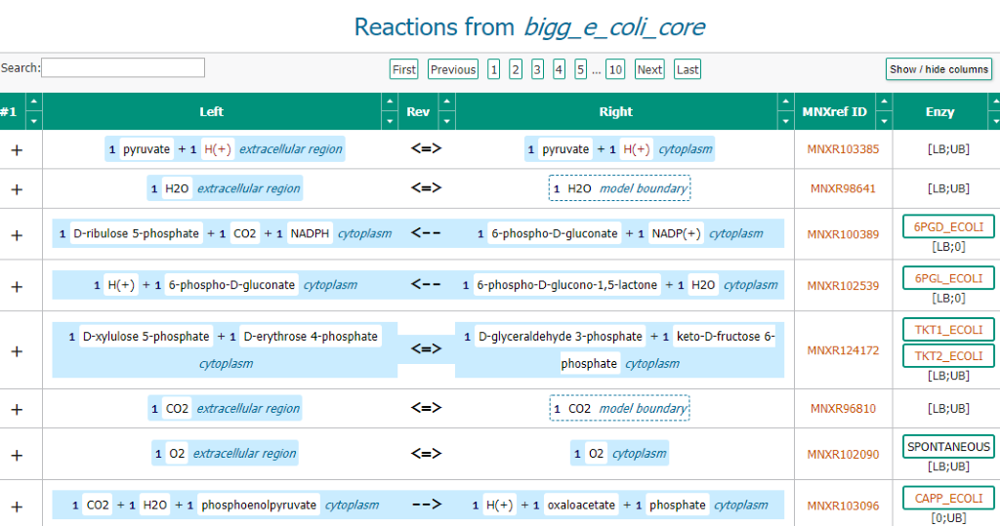 Reactions from bigg_e_coli_core
Search: First Previous 1 2 3 4 5 ... 10 Next Last Show / hide columns
#1 Left Rev Right MNXref ID Enzy
+ 1 pyruvate + 1 H(+) extracellular region <=> 1 pyruvate + 1 H(+) cytoplasm MNXR103385 [LB;UB]
+ 1 H2O extracellular region <=> 1 H2O model boundary MNXR98641 [LB;UB]
+ 1 D-ribulose 5-phosphate + 1 CO2 + 1 NADPH cytoplasm <-- 1 6-phospho-D-gluconate + 1 NADP(+) cytoplasm MNXR100389 6PGD_ECOLI
[LB;0]
+ 1 H(+) + 1 6-phospho-D-gluconate cytoplasm <-- 1 6-phospho-D-glucono-1,5-lactone + 1 H2O cytoplasm MNXR102539 6PGL_ECOLI
[LB;0]
+ 1 D-xylulose 5-phosphate + 1 D-erythrose 4-phosphate <=> 1 D-glyceraldehyde 3-phosphate + 1 keto-D-fructose 6- MNXR124172 TKT1_ECOLI
cytoplasm phosphate cytoplasm TKT2_ECOLI
[LB;UB]
+ 1 CO2 extracellular region <=> 1 CO2 model boundary MNXR96810 [LB;UB]
+ 1 O2 extracellular region <=> 1 O2 cytoplasm MNXR102090 SPONTANEOUS
[LB;UB]
+ 1 CO2 + 1 H2O + 1 phosphoenolpyruvate cytoplasm --> 1 H(+) + 1 oxaloacetate + 1 phosphate cytoplasm MNXR103096 CAPP_ECOLI
[0;UB]